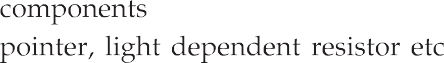 components
pointer, light dependent resistor etc